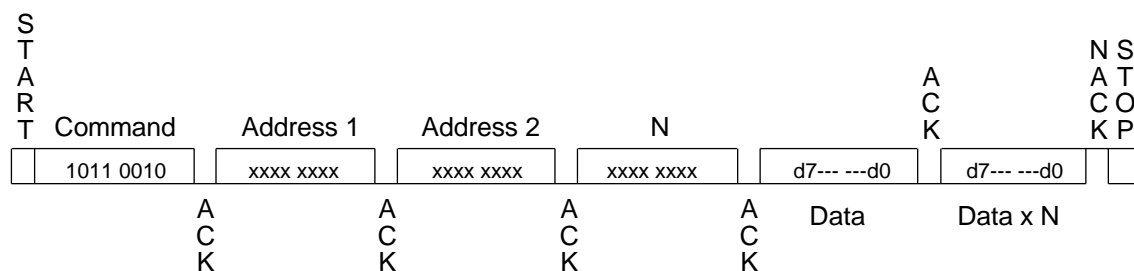 START
NACK
STOP
ACK
Command
Address 1
Address 2
N
1011 0010
xxxx xxxx
xxxx xxxx
xxxx xxxx
d7--- ---d0
d7--- ---d0
ACK
ACK
ACK
ACK
Data
Data x N